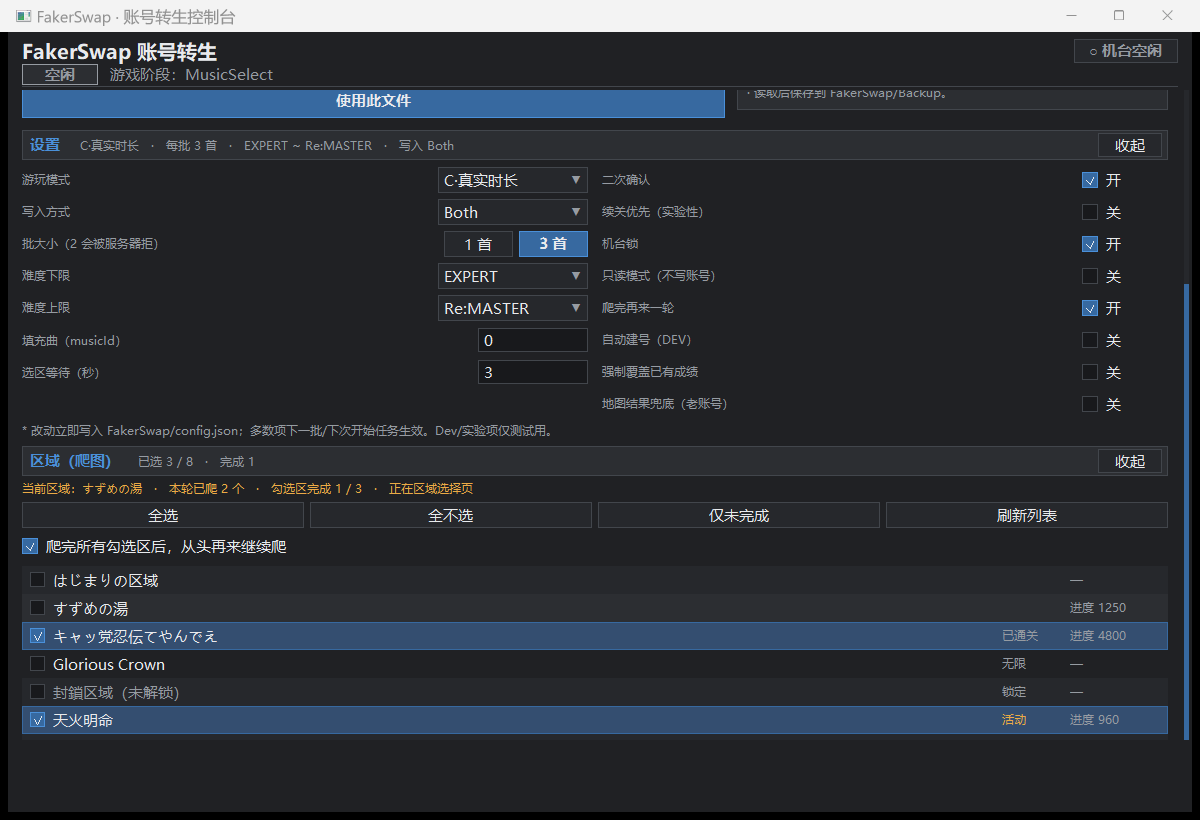 FakerSwap · 账号转生控制台
FakerSwap 账号转生
○ 机台空闲
空闲 游戏阶段：MusicSelect
使用此文件
· 读取后保存到 FakerSwap/Backup。
设置 C·真实时长 · 每批 3 首 · EXPERT ~ Re:MASTER · 写入 Both 收起
游玩模式 C·真实时长 二次确认 开
写入方式 Both 续关优先（实验性） 关
批大小（2 会被服务器拒） 1 首 3 首 机台锁 开
难度下限 EXPERT 只读模式（不写账号） 关
难度上限 Re:MASTER 爬完再来一轮 开
填充曲（musicId） 0 自动建号（DEV） 关
选区等待（秒） 3 强制覆盖已有成绩 关
地图结果兜底（老账号） 关
* 改动立即写入 FakerSwap/config.json；多数项下一批/下次开始任务生效。Dev/实验项仅测试用。
区域（爬图） 已选 3 / 8 · 完成 1 收起
当前区域：すずめの湯 · 本轮已爬 2 个 · 勾选区完成 1 / 3 · 正在区域选择页
全选 全不选 仅未完成 刷新列表
爬完所有勾选区后，从头再来继续爬
はじまりの区域 —
すずめの湯 进度 1250
キャッ党忍伝てやんでえ 已通关 进度 4800
Glorious Crown 无限 —
封鎖区域（未解锁） 锁定 —
天火明命 活动 进度 960